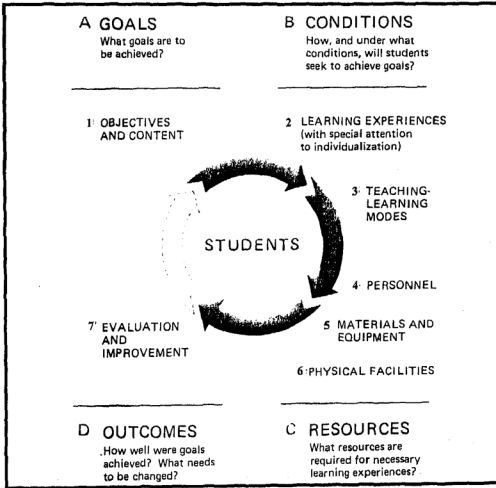 A GOALS
What goals are to
be achieved?
B CONDITIONS
How, and under what
conditions, will students
seek to achieve goals?
1 OBJECTIVES
AND CONTENT
2 LEARNING EXPERIENCES
(with special attention
to individualization)
3 TEACHING-
LEARNING
MODES
STUDENTS
4 PERSONNEL
5 MATERIALS AND
EQUIPMENT
6 PHYSICAL FACILITIES
7 EVALUATION
AND
IMPROVEMENT
D OUTCOMES
How well were goals
achieved? What needs
to be changed?
C RESOURCES
What resources are
required for necessary
learning experiences?